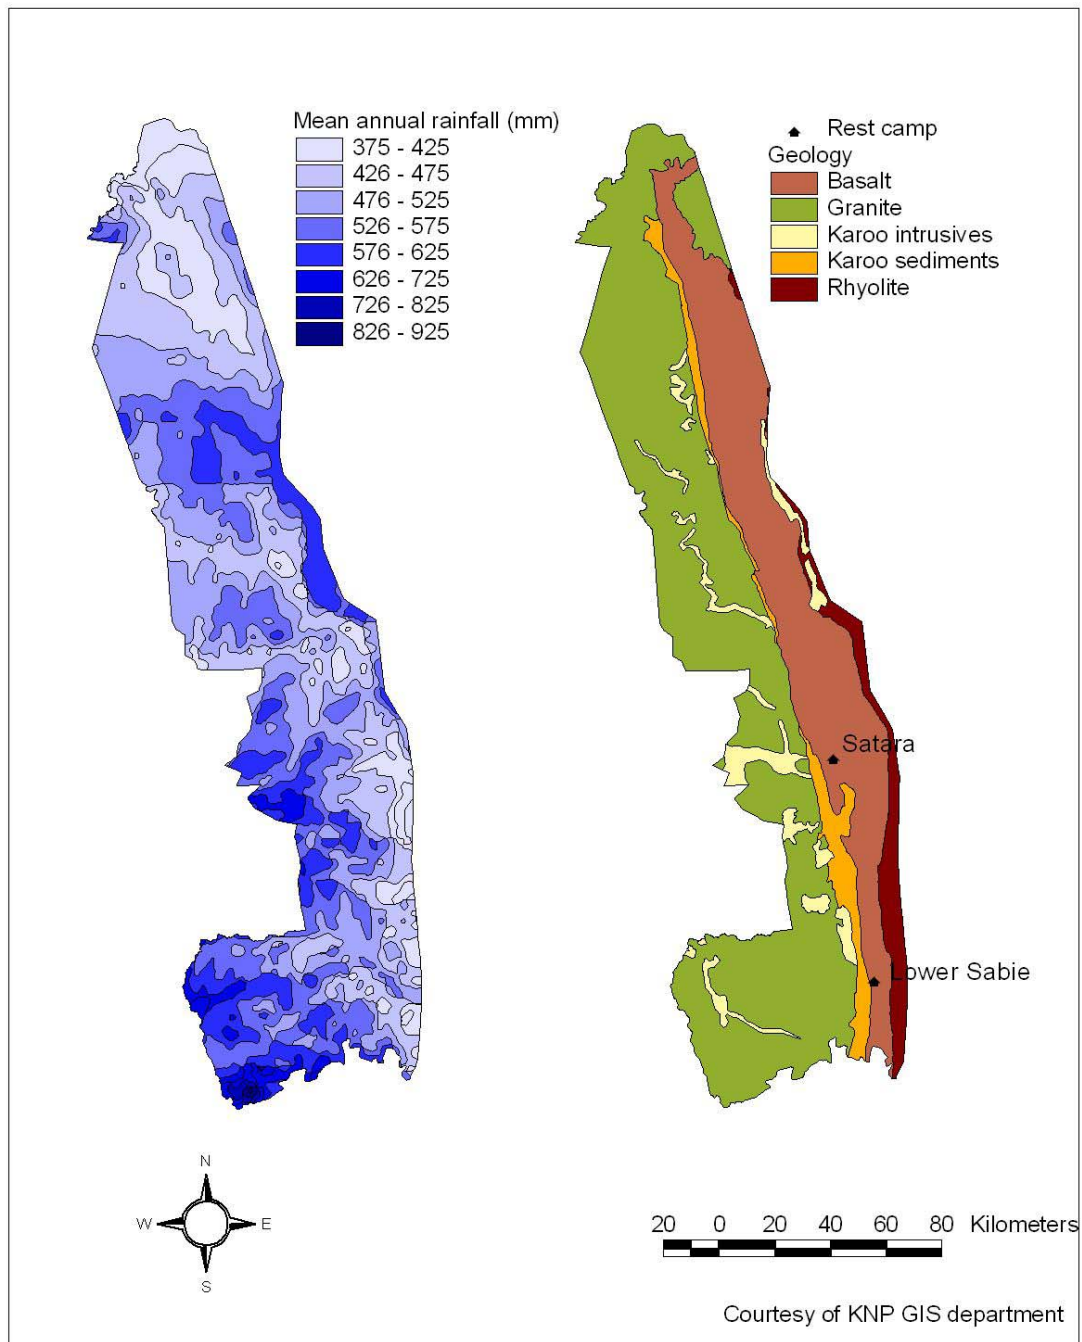 Mean annual rainfall (mm)
375 - 425
426 - 475
476 - 525
526 - 575
576 - 625
626 - 725
726 - 825
826 - 925
Rest camp
Geology
Basalt
Granite
Karoo intrusives
Karoo sediments
Rhyolite
Satara
Lower Sabie
N
W E
S
20 0 20 40 60 80 Kilometers
Courtesy of KNP GIS department